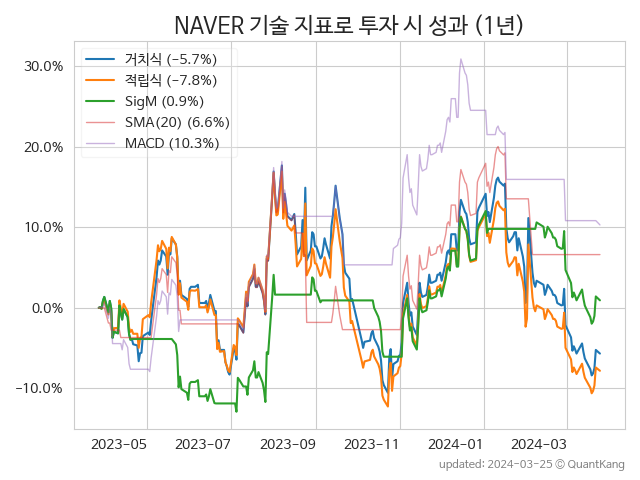 NAVER 기술 지표로 투자 시 성과 (1년)
거치식 (−5.7%)
적립식 (−7.8%)
SigM (0.9%)
SMA(20) (6.6%)
MACD (10.3%)
30.0%
20.0%
10.0%
0.0%
−10.0%
2023-05 2023-07 2023-09 2023-11 2024-01 2024-03
updated: 2024-03-25 © QuantKang